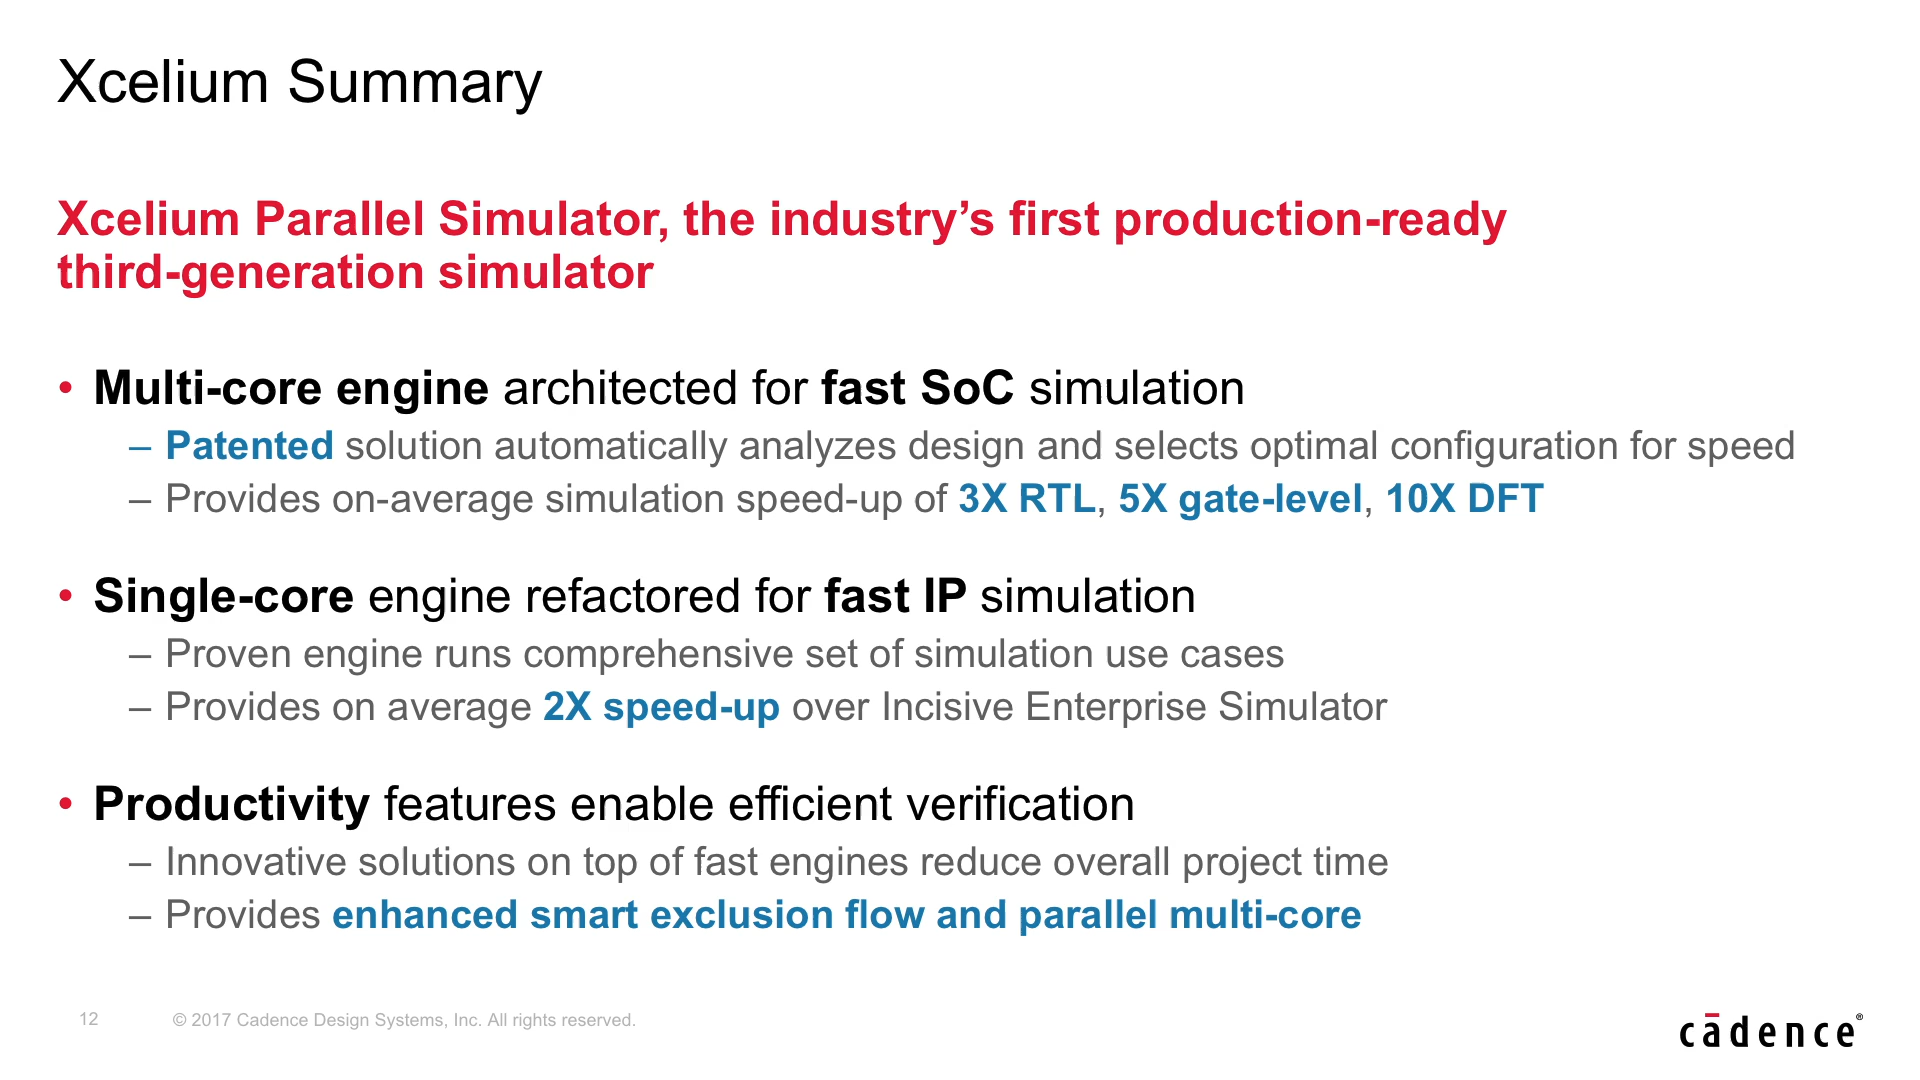 Xcelium Summary
Xcelium Parallel Simulator, the industry’s first production-ready
third-generation simulator
• Multi-core engine architected for fast SoC simulation
– Patented solution automatically analyzes design and selects optimal configuration for speed
– Provides on-average simulation speed-up of 3X RTL, 5X gate-level, 10X DFT
• Single-core engine refactored for fast IP simulation
– Proven engine runs comprehensive set of simulation use cases
– Provides on average 2X speed-up over Incisive Enterprise Simulator
• Productivity features enable efficient verification
– Innovative solutions on top of fast engines reduce overall project time
– Provides enhanced smart exclusion flow and parallel multi-core
12 © 2017 Cadence Design Systems, Inc. All rights reserved.
cādence®